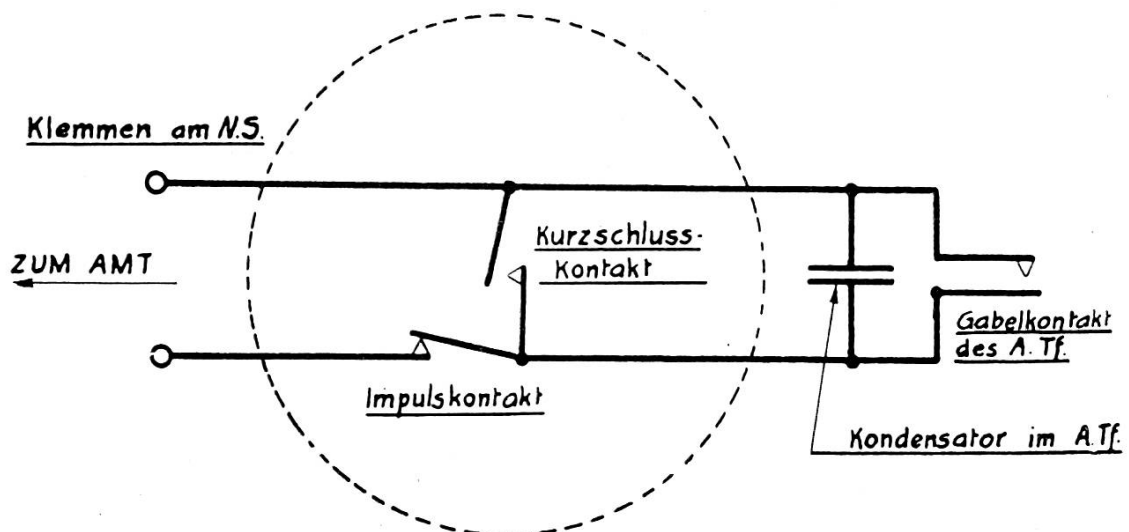 Klemmen am N.S.
ZUM AMT
Kurzschluss-
Kontakt
Impulskontakt
Gabelkontakt
des A.Tf.
Kondensator im A.Tf.